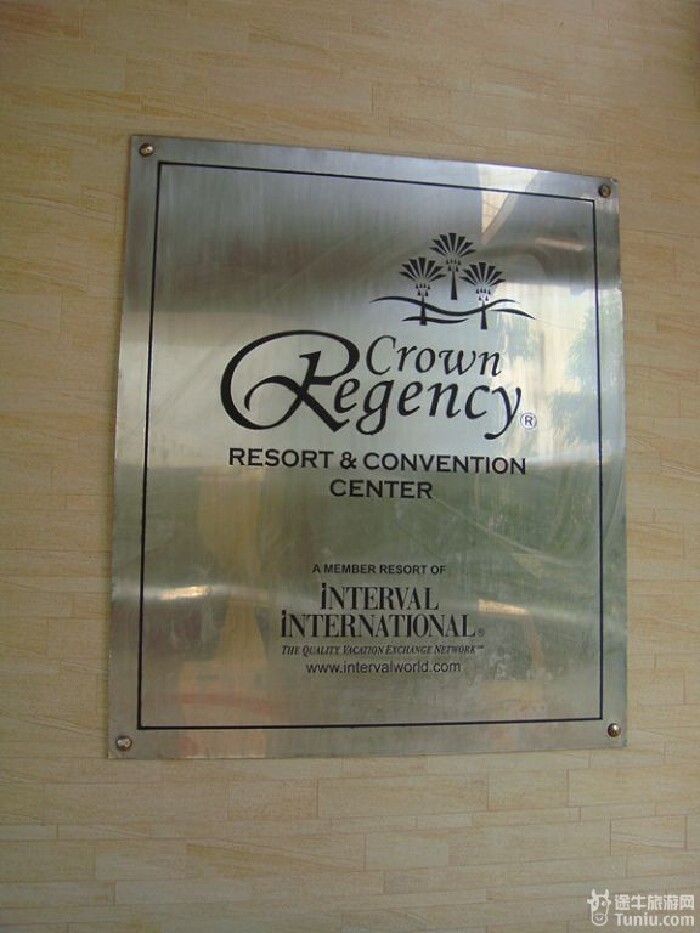 Crown
Regency®
RESORT & CONVENTION
CENTER
A MEMBER RESORT OF
INTERVAL
INTERNATIONAL®
THE QUALITY VACATION EXCHANGE NETWORK℠
www.intervalworld.com
途牛旅游网
Tuniu.com